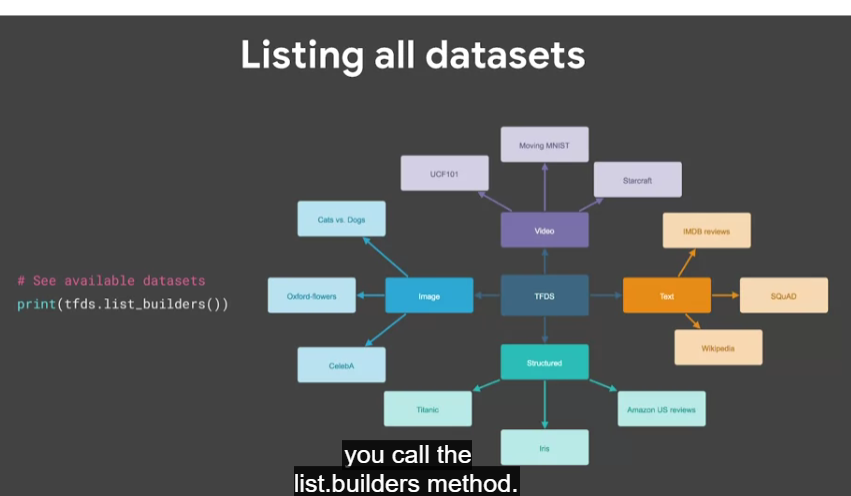 Listing all datasets
Moving MNIST
UCF101
Starcraft
Cats vs. Dogs
Video
IMDB reviews
# See available datasets
print(tfds.list_builders())
Oxford-flowers
Image
TFDS
Text
SQuAD
Wikipedia
CelebA
Structured
Titanic
Amazon US reviews
Iris
you call the
list.builders method.